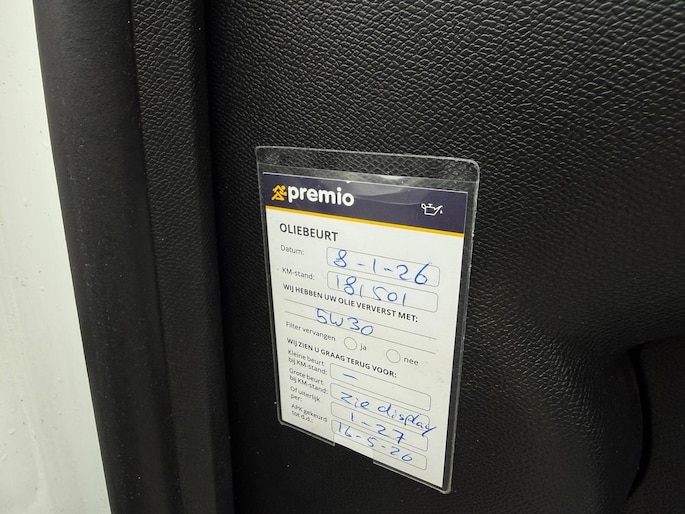 premio
OLIEBEURT
Datum: 8-1-26
KM-stand: 181501
WIJ HEBBEN UW OLIE VERVERST MET:
5W30
Filter vervangen ja nee
WIJ ZIEN U GRAAG TERUG VOOR:
Kleine beurt
bij KM-stand: -
Grote beurt
bij KM-stand: zie display
Of uiterlijk
per: 1-27
APK gekeurd
tot d.d.: 16-5-26